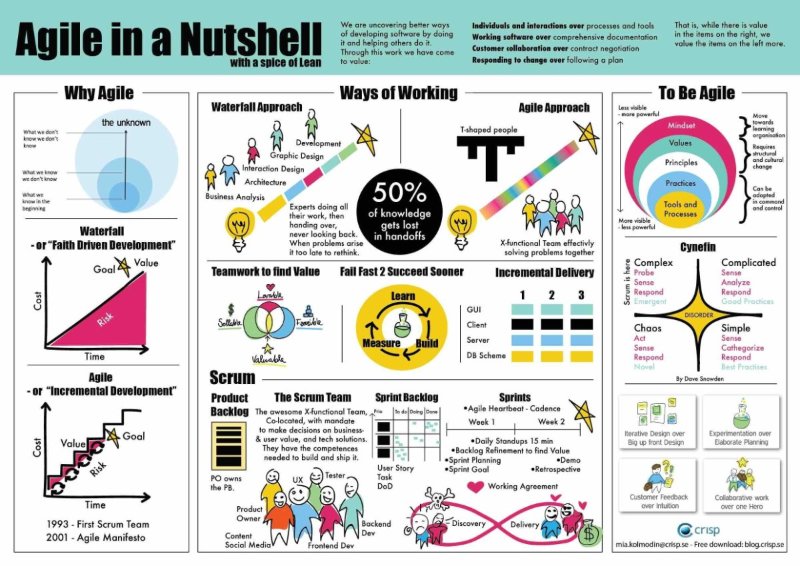 Agile in a Nutshell
with a spice of Lean
We are uncovering better ways
of developing software by doing
it and helping others do it.
Through this work we have come
to value:
Individuals and interactions over processes and tools
Working software over comprehensive documentation
Customer collaboration over contract negotiation
Responding to change over following a plan
That is, while there is value
in the items on the right, we
value the items on the left more.
Why Agile
the unknown
What we don't
know we don't
know
What we know
we don't know
What we
know in the
beginning
Waterfall
- or "Faith Driven Development"
Goal
Value
Cost
Risk
Time
Agile
- or "Incremental Development"
Cost
Value
Goal
Risk
Time
1993 - First Scrum Team
2001 - Agile Manifesto
Ways of Working
Waterfall Approach
Development
Graphic Design
Interaction Design
Architecture
Business Analysis
Experts doing all
their work, then
handing over,
never looking back.
When problems arise
it too late to rethink.
50%
of knowledge
gets lost
in handoffs
Agile Approach
T-shaped people
X-functional Team effectivly
solving problems together
Teamwork to find Value
Lovable
Sellable
Feasible
Valuable
Fail Fast 2 Succeed Sooner
Learn
Measure
Build
Incremental Delivery
1 2 3
GUI
Client
Server
DB Scheme
Scrum
Product
Backlog
PO owns
the PB.
The Scrum Team
The awesome X-functional Team,
Co-located, with mandate
to make decisions on business-
& user value, and tech solutions.
They have the competences
needed to build and ship it.
UX
Tester
Product
Owner
Backend
Dev
Content
Social Media
Frontend Dev
Sprint Backlog
Prio
To do
Doing
Done
User Story
Task
DoD
Sprints
•Agile Heartbeat - Cadence
Week 1
Week 2
•Daily Standups 15 min
•Backlog Refinement to find Value
•Sprint Planning
•Demo
•Sprint Goal
•Retrospective
Working Agreement
Discovery
Delivery
$
To Be Agile
Less visible
- more powerful
Mindset
Values
Principles
Practices
Tools and
Processes
More visible
- less powerful
Move
towards
learning
organisation
Requires
structural
and cultural
change
Can be
adopted
in command
and control
Cynefin
Scrum is here
Complex
Probe
Sense
Respond
Emergent
Complicated
Sense
Analyze
Respond
Good Practices
DISORDER
Chaos
Act
Sense
Respond
Novel
Simple
Sense
Cathegorize
Respond
Best Practises
By Dave Snowden
Iterative Design over
Big up front Design
Experimentation over
Elaborate Planning
Customer Feedback
over Intuition
Collaborative work
over one Hero
crisp
mia.kolmodin@crisp.se - Free download: blog.crisp.se